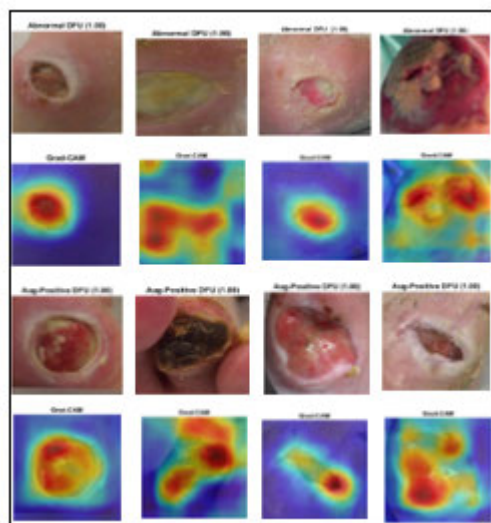 Abnormal DFU (1.00) Abnormal DFU (1.00) Abnormal DFU (1.00) Abnormal DFU (1.00)
Grad-CAM Grad-CAM Grad-CAM Grad-CAM
Aug-Positive DFU (1.00) Aug-Positive DFU (1.00) Aug-Positive DFU (1.00) Aug-Positive DFU (1.00)
Grad-CAM Grad-CAM Grad-CAM Grad-CAM